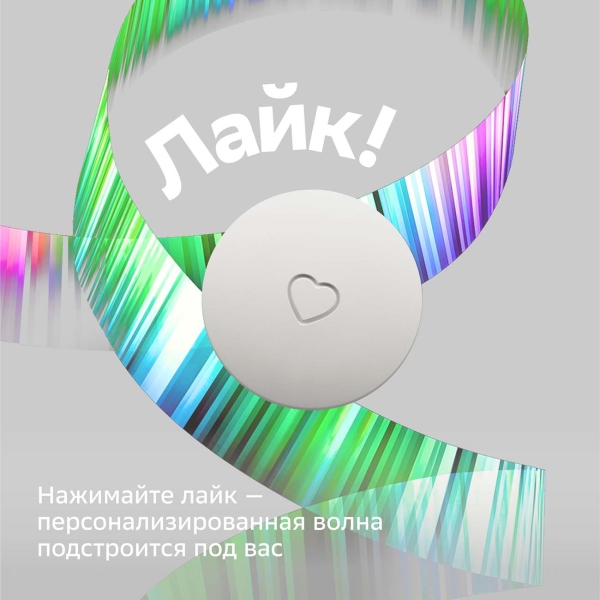 Лайк!
Нажимайте лайк —
персонализированная волна
подстроится под вас